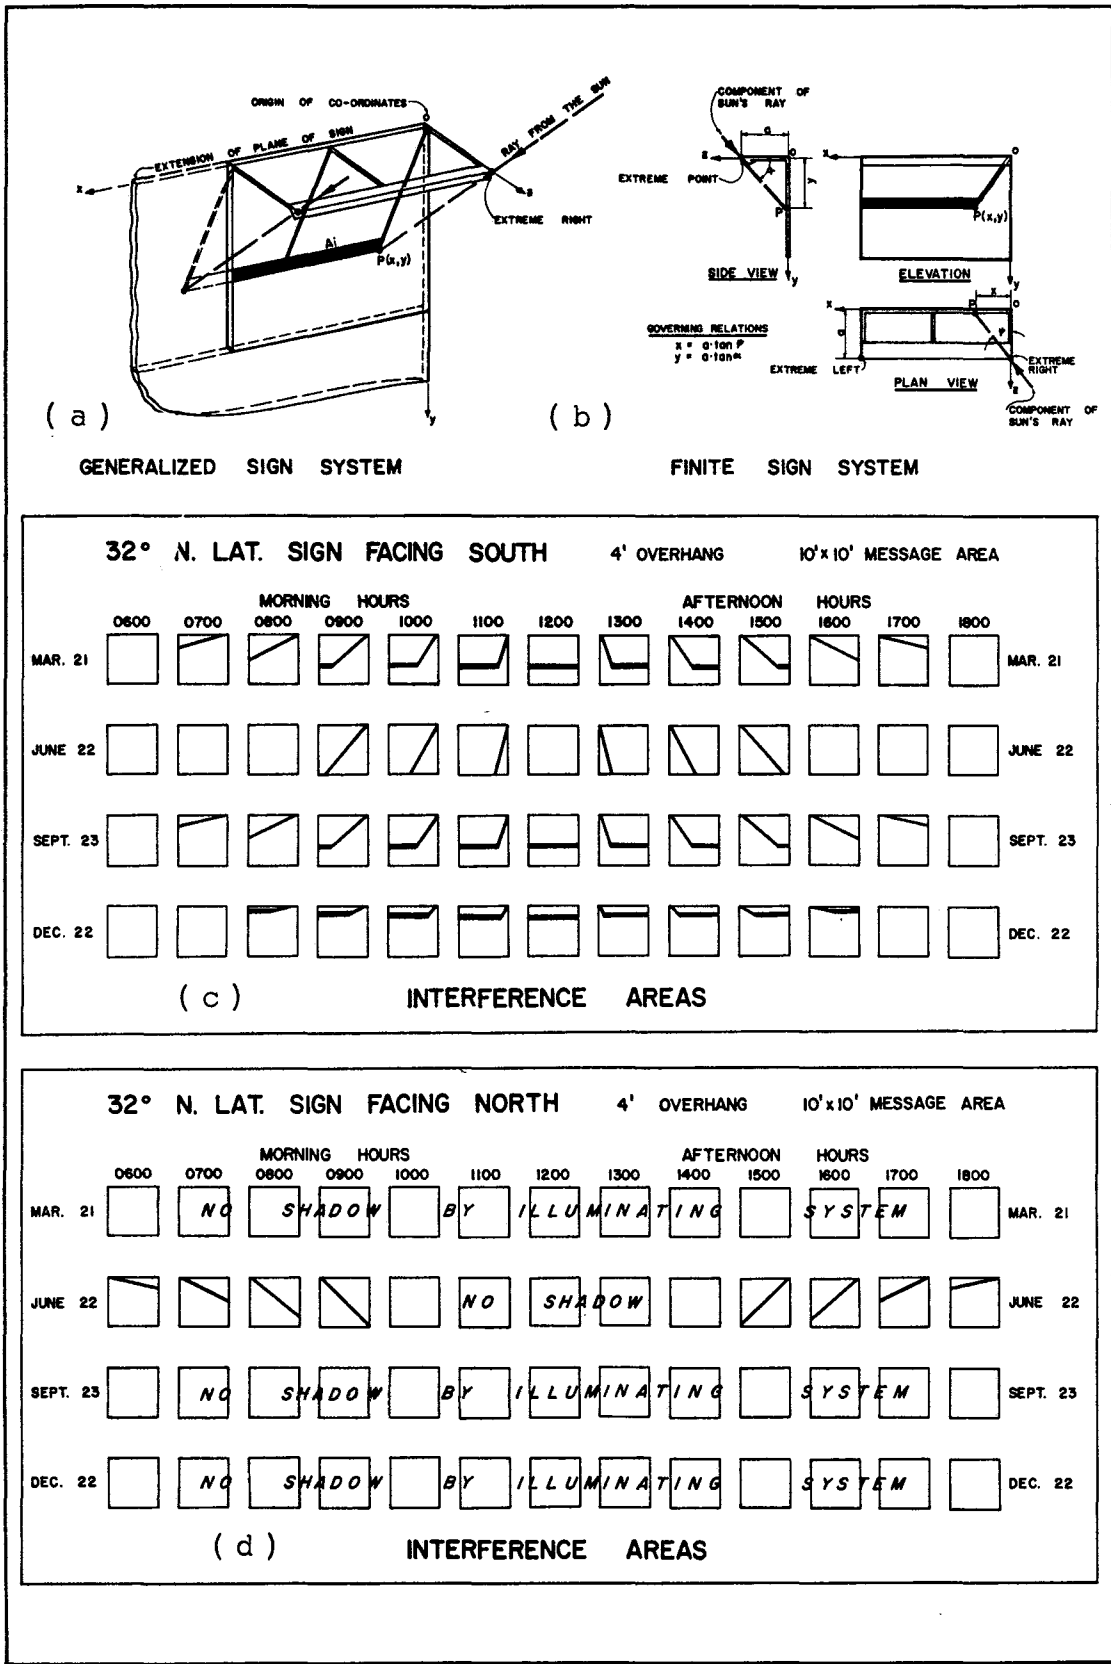 ORIGIN OF CO-ORDINATES
O
RAY FROM THE SUN
EXTENSION OF PLANE OF SIGN
x
z
EXTREME RIGHT
Ai
P(x,y)
y
(a)
GENERALIZED SIGN SYSTEM
COMPONENT OF
SUN'S RAY
a
z
O
EXTREME POINT
α
y
P
SIDE VIEW
y
x
O
P(x,y)
ELEVATION
y
GOVERNING RELATIONS
x = a·tan ρ
y = a·tan α
x
x
P
O
a
EXTREME LEFT
EXTREME
RIGHT
z
PLAN VIEW
COMPONENT OF
SUN'S RAY
(b)
FINITE SIGN SYSTEM
32° N. LAT. SIGN FACING SOUTH 4' OVERHANG 10'x10' MESSAGE AREA
MORNING HOURS AFTERNOON HOURS
0600 0700 0800 0900 1000 1100 1200 1300 1400 1500 1600 1700 1800
MAR. 21 MAR. 21
JUNE 22 JUNE 22
SEPT. 23 SEPT. 23
DEC. 22 DEC. 22
(c) INTERFERENCE AREAS
32° N. LAT. SIGN FACING NORTH 4' OVERHANG 10'x10' MESSAGE AREA
MORNING HOURS AFTERNOON HOURS
0600 0700 0800 0900 1000 1100 1200 1300 1400 1500 1600 1700 1800
MAR. 21 NO SHADOW BY ILLUMINATING SYSTEM MAR. 21
JUNE 22 NO SHADOW JUNE 22
SEPT. 23 NO SHADOW BY ILLUMINATING SYSTEM SEPT. 23
DEC. 22 NO SHADOW BY ILLUMINATING SYSTEM DEC. 22
(d) INTERFERENCE AREAS